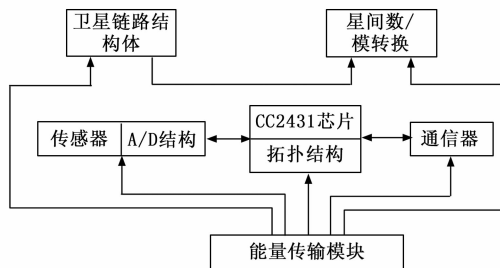 卫星链路结
构体
星间数/
模转换
传感器
A/D结构
CC2431芯片
拓扑结构
通信器
能量传输模块